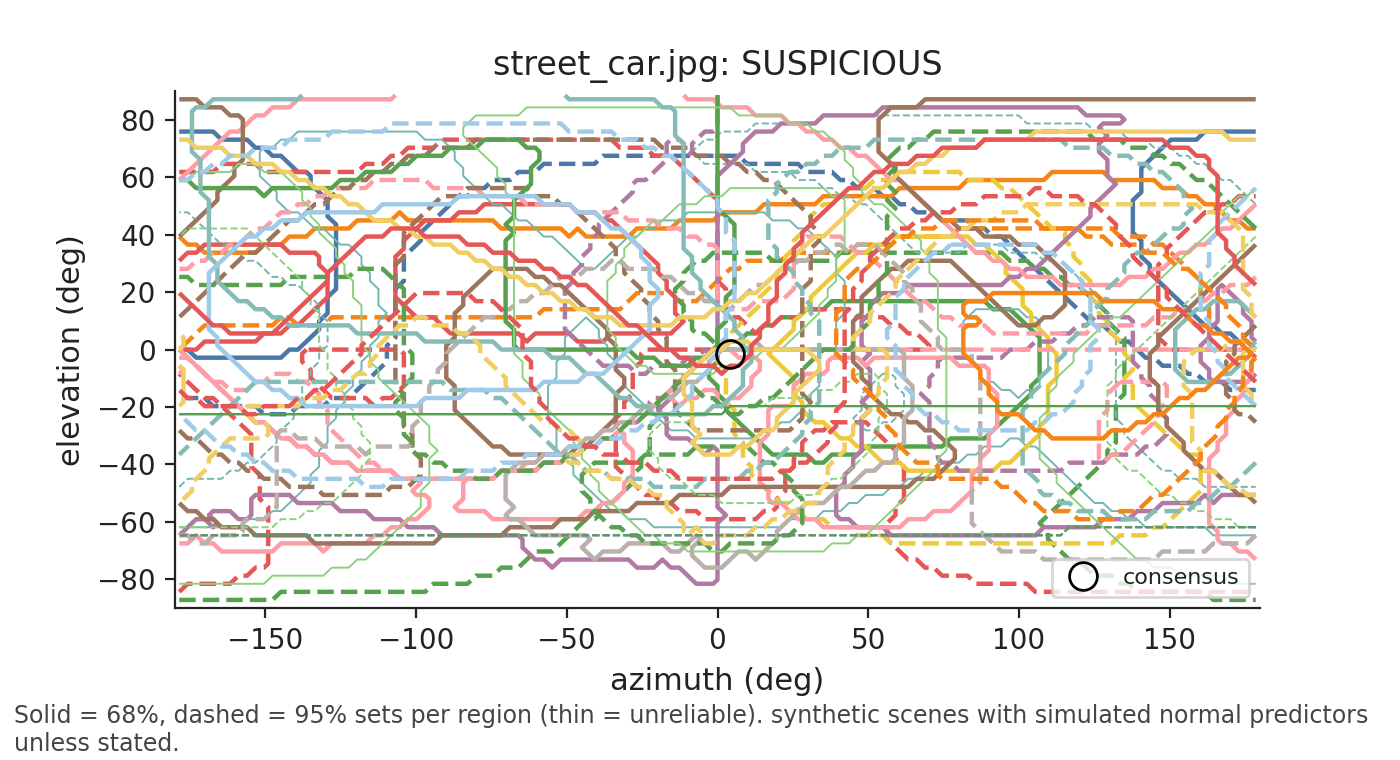 street_car.jpg: SUSPICIOUS
80
60
40
20
0
−20
−40
−60
−80
elevation (deg)
−150
−100
−50
0
50
100
150
azimuth (deg)
consensus
Solid = 68%, dashed = 95% sets per region (thin = unreliable). synthetic scenes with simulated normal predictors
unless stated.